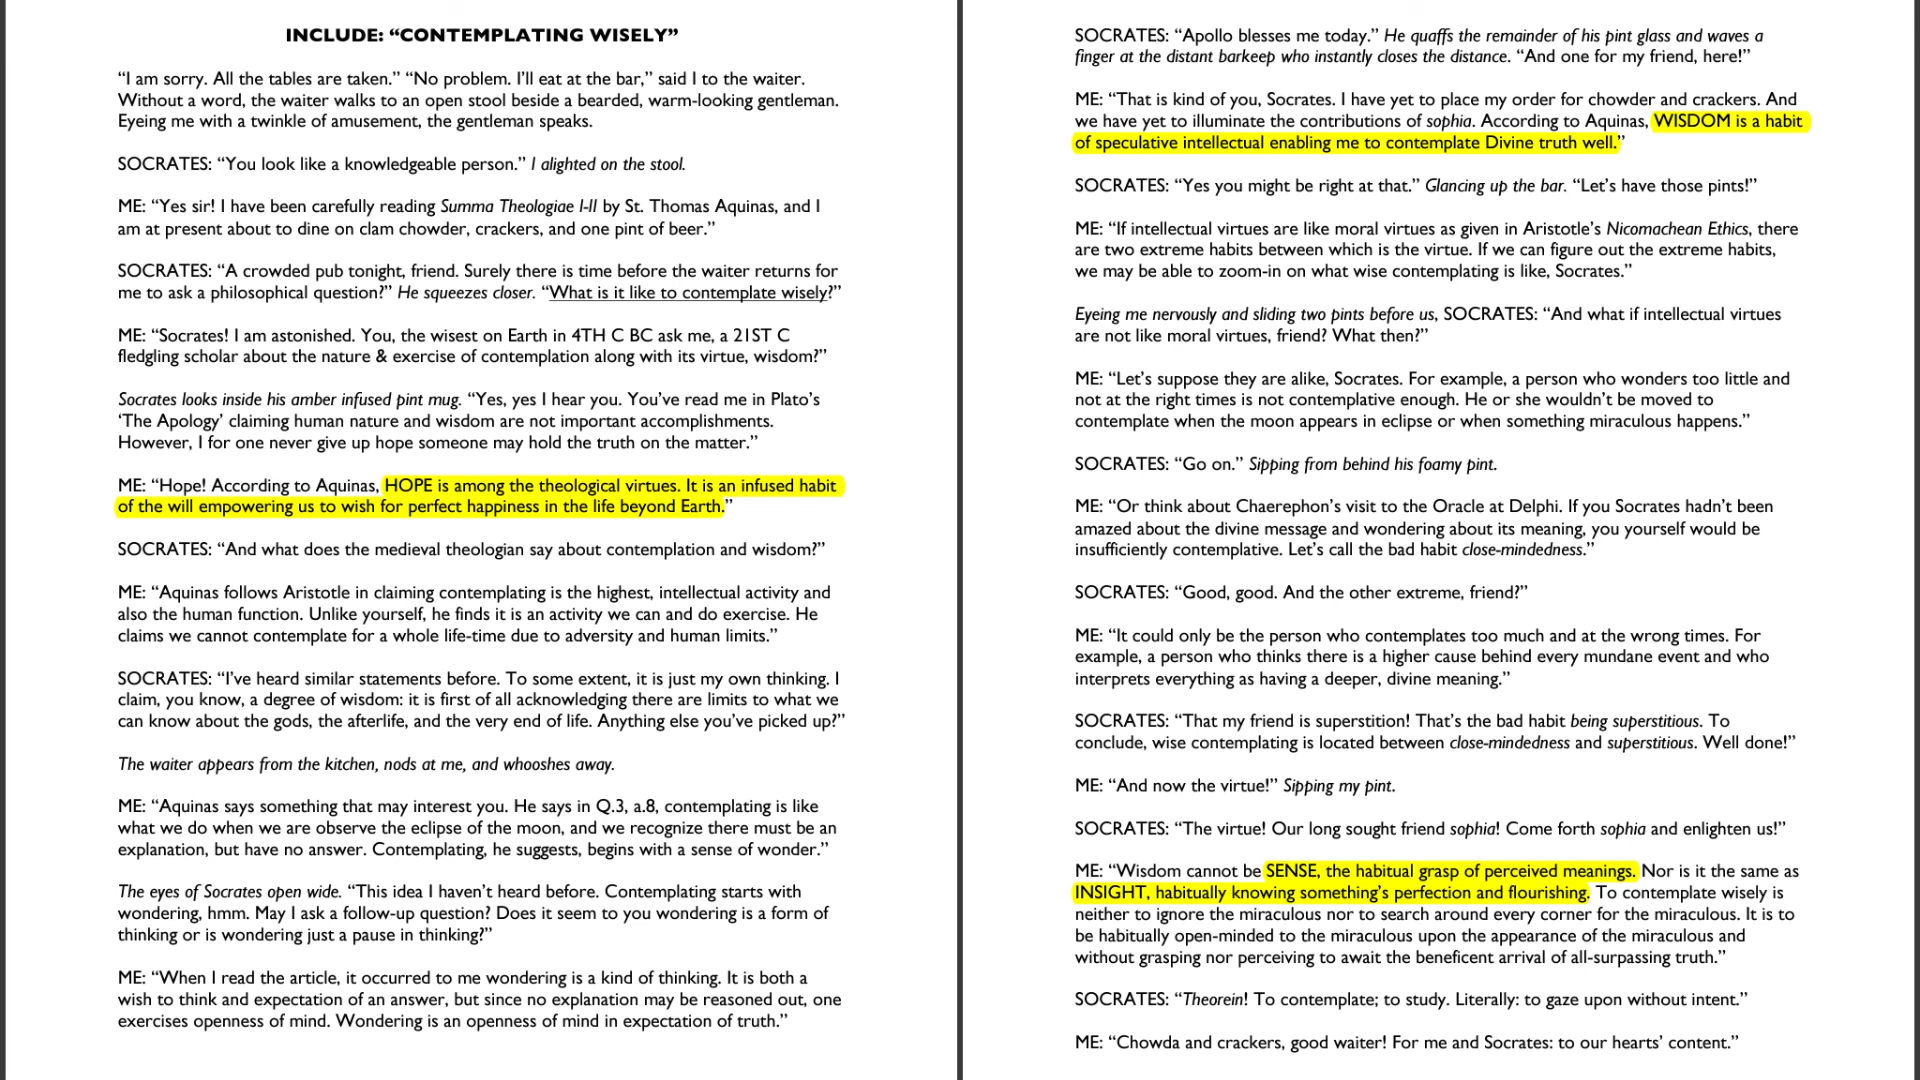 INCLUDE: “CONTEMPLATING WISELY”
“I am sorry. All the tables are taken.” “No problem. I’ll eat at the bar,” said I to the waiter.
Without a word, the waiter walks to an open stool beside a bearded, warm-looking gentleman.
Eyeing me with a twinkle of amusement, the gentleman speaks.
SOCRATES: “You look like a knowledgeable person.” I alighted on the stool.
ME: “Yes sir! I have been carefully reading Summa Theologiae I-II by St. Thomas Aquinas, and I
am at present about to dine on clam chowder, crackers, and one pint of beer.”
SOCRATES: “A crowded pub tonight, friend. Surely there is time before the waiter returns for
me to ask a philosophical question?” He squeezes closer. “What is it like to contemplate wisely?”
ME: “Socrates! I am astonished. You, the wisest on Earth in 4TH C BC ask me, a 21ST C
fledgling scholar about the nature & exercise of contemplation along with its virtue, wisdom?”
Socrates looks inside his amber infused pint mug. “Yes, yes I hear you. You’ve read me in Plato’s
‘The Apology’ claiming human nature and wisdom are not important accomplishments.
However, I for one never give up hope someone may hold the truth on the matter.”
ME: “Hope! According to Aquinas, HOPE is among the theological virtues. It is an infused habit
of the will empowering us to wish for perfect happiness in the life beyond Earth.”
SOCRATES: “And what does the medieval theologian say about contemplation and wisdom?”
ME: “Aquinas follows Aristotle in claiming contemplating is the highest, intellectual activity and
also the human function. Unlike yourself, he finds it is an activity we can and do exercise. He
claims we cannot contemplate for a whole life-time due to adversity and human limits.”
SOCRATES: “I’ve heard similar statements before. To some extent, it is just my own thinking. I
claim, you know, a degree of wisdom: it is first of all acknowledging there are limits to what we
can know about the gods, the afterlife, and the very end of life. Anything else you’ve picked up?”
The waiter appears from the kitchen, nods at me, and whooshes away.
ME: “Aquinas says something that may interest you. He says in Q.3, a.8, contemplating is like
what we do when we are observe the eclipse of the moon, and we recognize there must be an
explanation, but have no answer. Contemplating, he suggests, begins with a sense of wonder.”
The eyes of Socrates open wide. “This idea I haven’t heard before. Contemplating starts with
wondering, hmm. May I ask a follow-up question? Does it seem to you wondering is a form of
thinking or is wondering just a pause in thinking?”
ME: “When I read the article, it occurred to me wondering is a kind of thinking. It is both a
wish to think and expectation of an answer, but since no explanation may be reasoned out, one
exercises openness of mind. Wondering is an openness of mind in expectation of truth.”
SOCRATES: “Apollo blesses me today.” He quaffs the remainder of his pint glass and waves a
finger at the distant barkeep who instantly closes the distance. “And one for my friend, here!”
ME: “That is kind of you, Socrates. I have yet to place my order for chowder and crackers. And
we have yet to illuminate the contributions of sophia. According to Aquinas, WISDOM is a habit
of speculative intellectual enabling me to contemplate Divine truth well.”
SOCRATES: “Yes you might be right at that.” Glancing up the bar. “Let’s have those pints!”
ME: “If intellectual virtues are like moral virtues as given in Aristotle’s Nicomachean Ethics, there
are two extreme habits between which is the virtue. If we can figure out the extreme habits,
we may be able to zoom-in on what wise contemplating is like, Socrates.”
Eyeing me nervously and sliding two pints before us, SOCRATES: “And what if intellectual virtues
are not like moral virtues, friend? What then?”
ME: “Let’s suppose they are alike, Socrates. For example, a person who wonders too little and
not at the right times is not contemplative enough. He or she wouldn’t be moved to
contemplate when the moon appears in eclipse or when something miraculous happens.”
SOCRATES: “Go on.” Sipping from behind his foamy pint.
ME: “Or think about Chaerephon’s visit to the Oracle at Delphi. If you Socrates hadn’t been
amazed about the divine message and wondering about its meaning, you yourself would be
insufficiently contemplative. Let’s call the bad habit close-mindedness.”
SOCRATES: “Good, good. And the other extreme, friend?”
ME: “It could only be the person who contemplates too much and at the wrong times. For
example, a person who thinks there is a higher cause behind every mundane event and who
interprets everything as having a deeper, divine meaning.”
SOCRATES: “That my friend is superstition! That’s the bad habit being superstitious. To
conclude, wise contemplating is located between close-mindedness and superstitious. Well done!”
ME: “And now the virtue!” Sipping my pint.
SOCRATES: “The virtue! Our long sought friend sophia! Come forth sophia and enlighten us!”
ME: “Wisdom cannot be SENSE, the habitual grasp of perceived meanings. Nor is it the same as
INSIGHT, habitually knowing something’s perfection and flourishing. To contemplate wisely is
neither to ignore the miraculous nor to search around every corner for the miraculous. It is to
be habitually open-minded to the miraculous upon the appearance of the miraculous and
without grasping nor perceiving to await the beneficent arrival of all-surpassing truth.”
SOCRATES: “Theorein! To contemplate; to study. Literally: to gaze upon without intent.”
ME: “Chowda and crackers, good waiter! For me and Socrates: to our hearts’ content.”